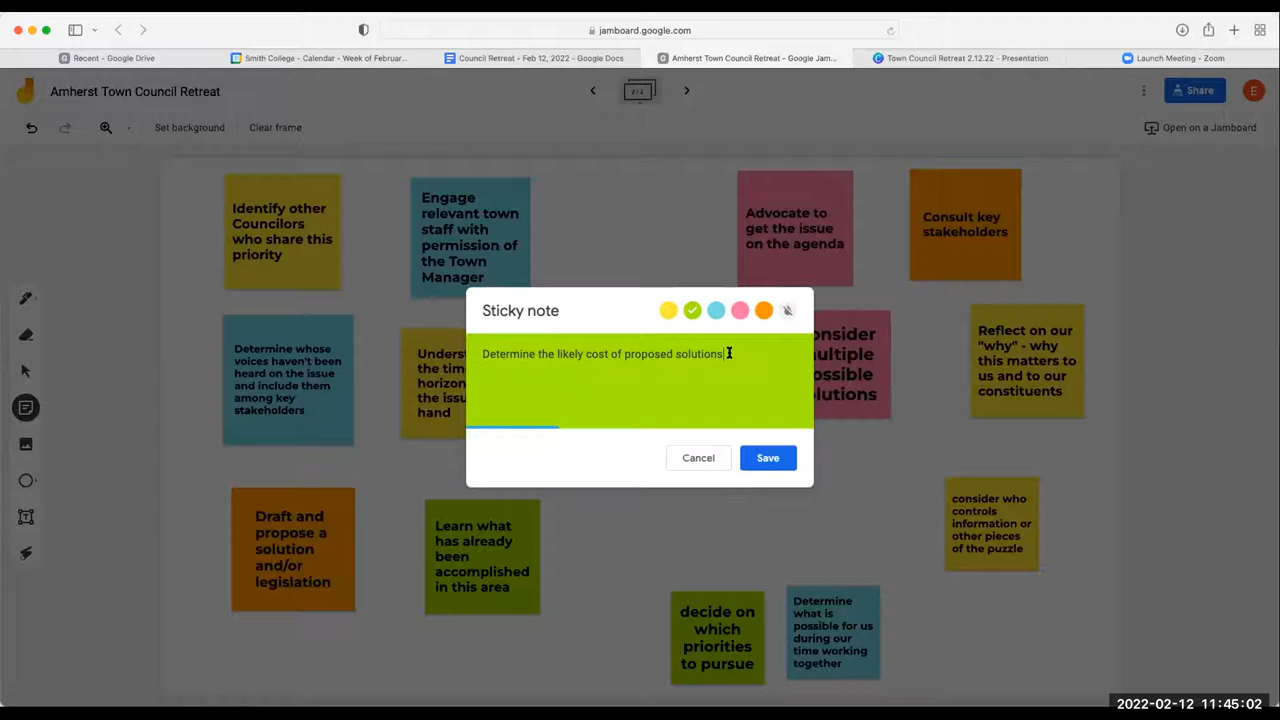 jamboard.google.com
Recent - Google Drive
Smith College - Calendar - Week of Februar...
Council Retreat - Feb 12, 2022 - Google Docs
Amherst Town Council Retreat - Google Jam...
Town Council Retreat 2.12.22 - Presentation
Launch Meeting - Zoom
Amherst Town Council Retreat
Share
E
Set background
Clear frame
Open on a Jamboard
Identify other
Councilors
who share this
priority
Engage
relevant town
staff with
permission of
the Town
Manager
Advocate to
get the issue
on the agenda
Consult key
stakeholders
Sticky note
Determine the likely cost of proposed solutions
Cancel
Save
Determine whose
voices haven't been
heard on the issue
and include them
among key
stakeholders
the
hand
Reflect on our
"why" - why
this matters to
us and to our
constituents
Draft and
propose a
solution
and/or
legislation
Learn what
has already
been
accomplished
in this area
consider who
controls
information or
other pieces
of the puzzle
decide on
which
priorities
to pursue
Determine
what is
possible for us
during our
time working
together
2022-02-12 11:45:02